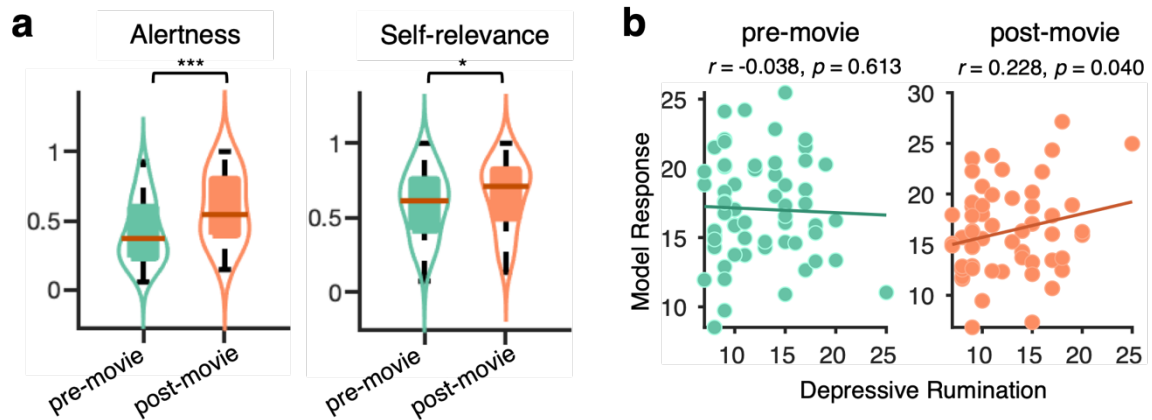 a
Alertness
***
1
0.5
0
pre-movie
post-movie
Self-relevance
*
1
0.5
0
pre-movie
post-movie
b
pre-movie
r = -0.038, p = 0.613
25
20
15
10
10 15 20 25
post-movie
r = 0.228, p = 0.040
30
25
20
15
10
10 15 20 25
Model Response
Depressive Rumination